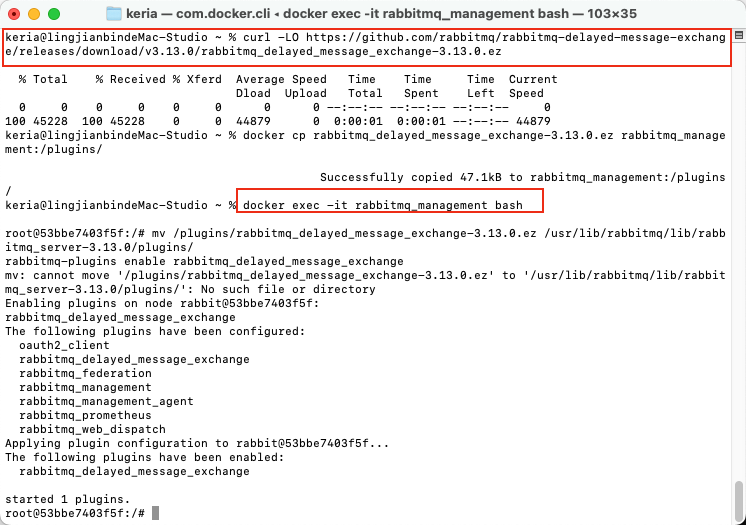 keria — com.docker.cli ◂ docker exec -it rabbitmq_management bash — 103×35
keria@lingjianbindeMac-Studio ~ % curl -LO https://github.com/rabbitmq/rabbitmq-delayed-message-exchang
e/releases/download/v3.13.0/rabbitmq_delayed_message_exchange-3.13.0.ez
  % Total    % Received % Xferd  Average Speed   Time    Time     Time  Current
                                 Dload  Upload   Total   Spent    Left  Speed
  0     0    0     0    0     0      0      0 --:--:-- --:--:-- --:--:--     0
100 45228  100 45228    0     0  44879      0  0:00:01  0:00:01 --:--:-- 44879
keria@lingjianbindeMac-Studio ~ % docker cp rabbitmq_delayed_message_exchange-3.13.0.ez rabbitmq_manage
ment:/plugins/
Successfully copied 47.1kB to rabbitmq_management:/plugins
/
keria@lingjianbindeMac-Studio ~ % docker exec -it rabbitmq_management bash
root@53bbe7403f5f:/# mv /plugins/rabbitmq_delayed_message_exchange-3.13.0.ez /usr/lib/rabbitmq/lib/rabb
itmq_server-3.13.0/plugins/
rabbitmq-plugins enable rabbitmq_delayed_message_exchange
mv: cannot move '/plugins/rabbitmq_delayed_message_exchange-3.13.0.ez' to '/usr/lib/rabbitmq/lib/rabbit
mq_server-3.13.0/plugins/': No such file or directory
Enabling plugins on node rabbit@53bbe7403f5f:
rabbitmq_delayed_message_exchange
The following plugins have been configured:
  oauth2_client
  rabbitmq_delayed_message_exchange
  rabbitmq_federation
  rabbitmq_management
  rabbitmq_management_agent
  rabbitmq_prometheus
  rabbitmq_web_dispatch
Applying plugin configuration to rabbit@53bbe7403f5f...
The following plugins have been enabled:
  rabbitmq_delayed_message_exchange
started 1 plugins.
root@53bbe7403f5f:/#